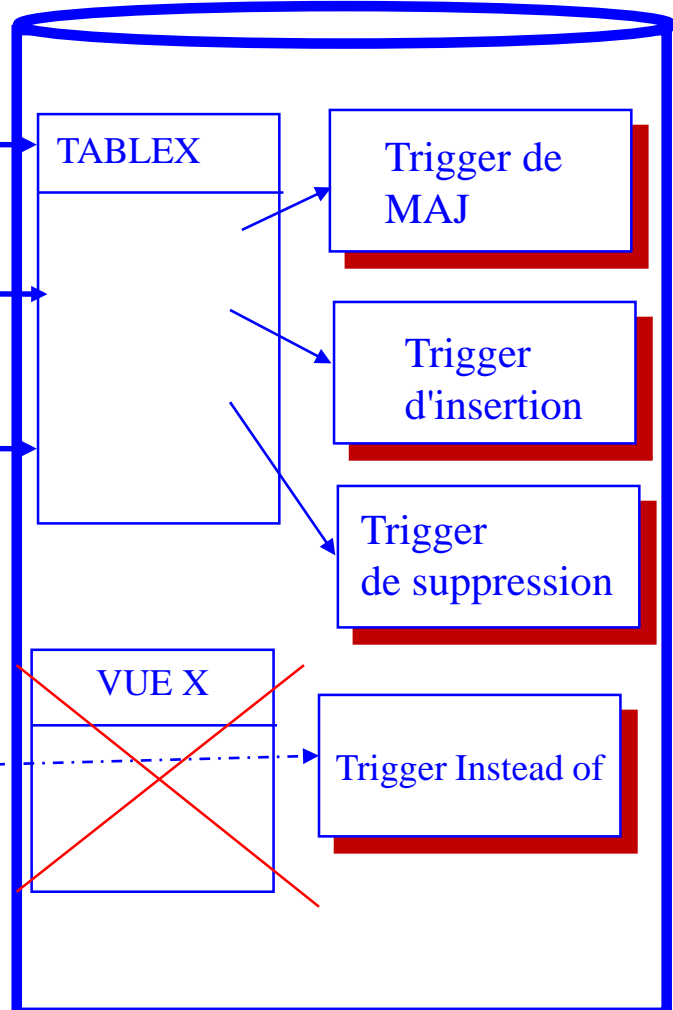 TABLEX
Trigger de
MAJ
Trigger
d'insertion
Trigger
de suppression
VUE X
Trigger Instead of